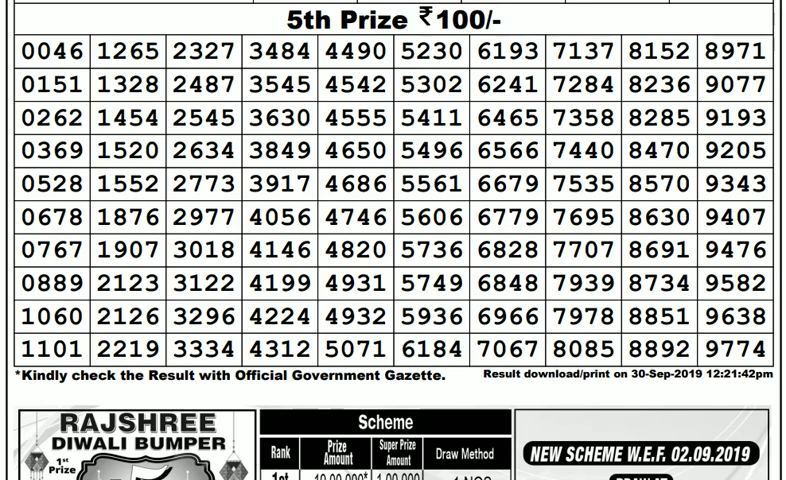 5th Prize ₹100/-
0046 1265 2327 3484 4490 5230 6193 7137 8152 8971
0151 1328 2487 3545 4542 5302 6241 7284 8236 9077
0262 1454 2545 3630 4555 5411 6465 7358 8285 9193
0369 1520 2634 3849 4650 5496 6566 7440 8470 9205
0528 1552 2773 3917 4686 5561 6679 7535 8570 9343
0678 1876 2977 4056 4746 5606 6779 7695 8630 9407
0767 1907 3018 4146 4820 5736 6828 7707 8691 9476
0889 2123 3122 4199 4931 5749 6848 7939 8734 9582
1060 2126 3296 4224 4932 5936 6966 7978 8851 9638
1101 2219 3334 4312 5071 6184 7067 8085 8892 9774
*Kindly check the Result with Official Government Gazette. Result download/print on 30-Sep-2019 12:21:42pm
RAJSHREE
DIWALI BUMPER
1st
Prize
Scheme
Rank Prize Amount Super Prize Amount Draw Method
NEW SCHEME W.E.F. 02.09.2019